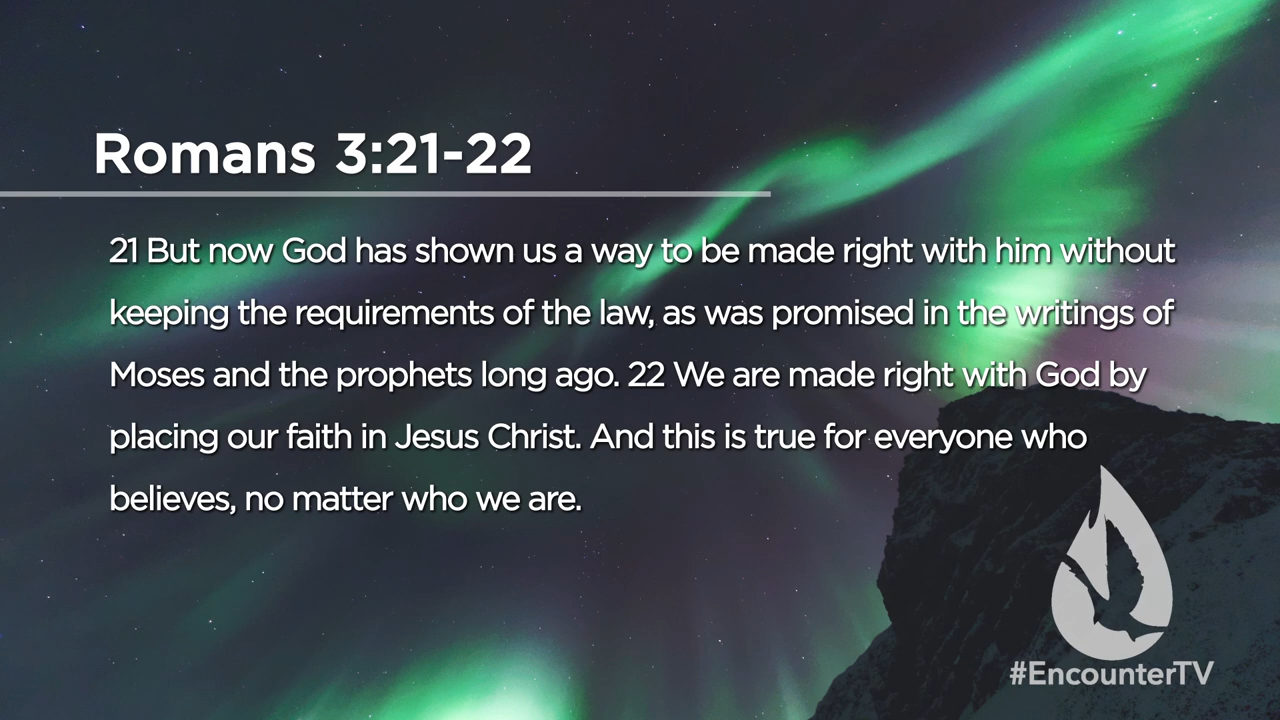 Romans 3:21-22
21 But now God has shown us a way to be made right with him without
keeping the requirements of the law, as was promised in the writings of
Moses and the prophets long ago. 22 We are made right with God by
placing our faith in Jesus Christ. And this is true for everyone who
believes, no matter who we are.
#EncounterTV